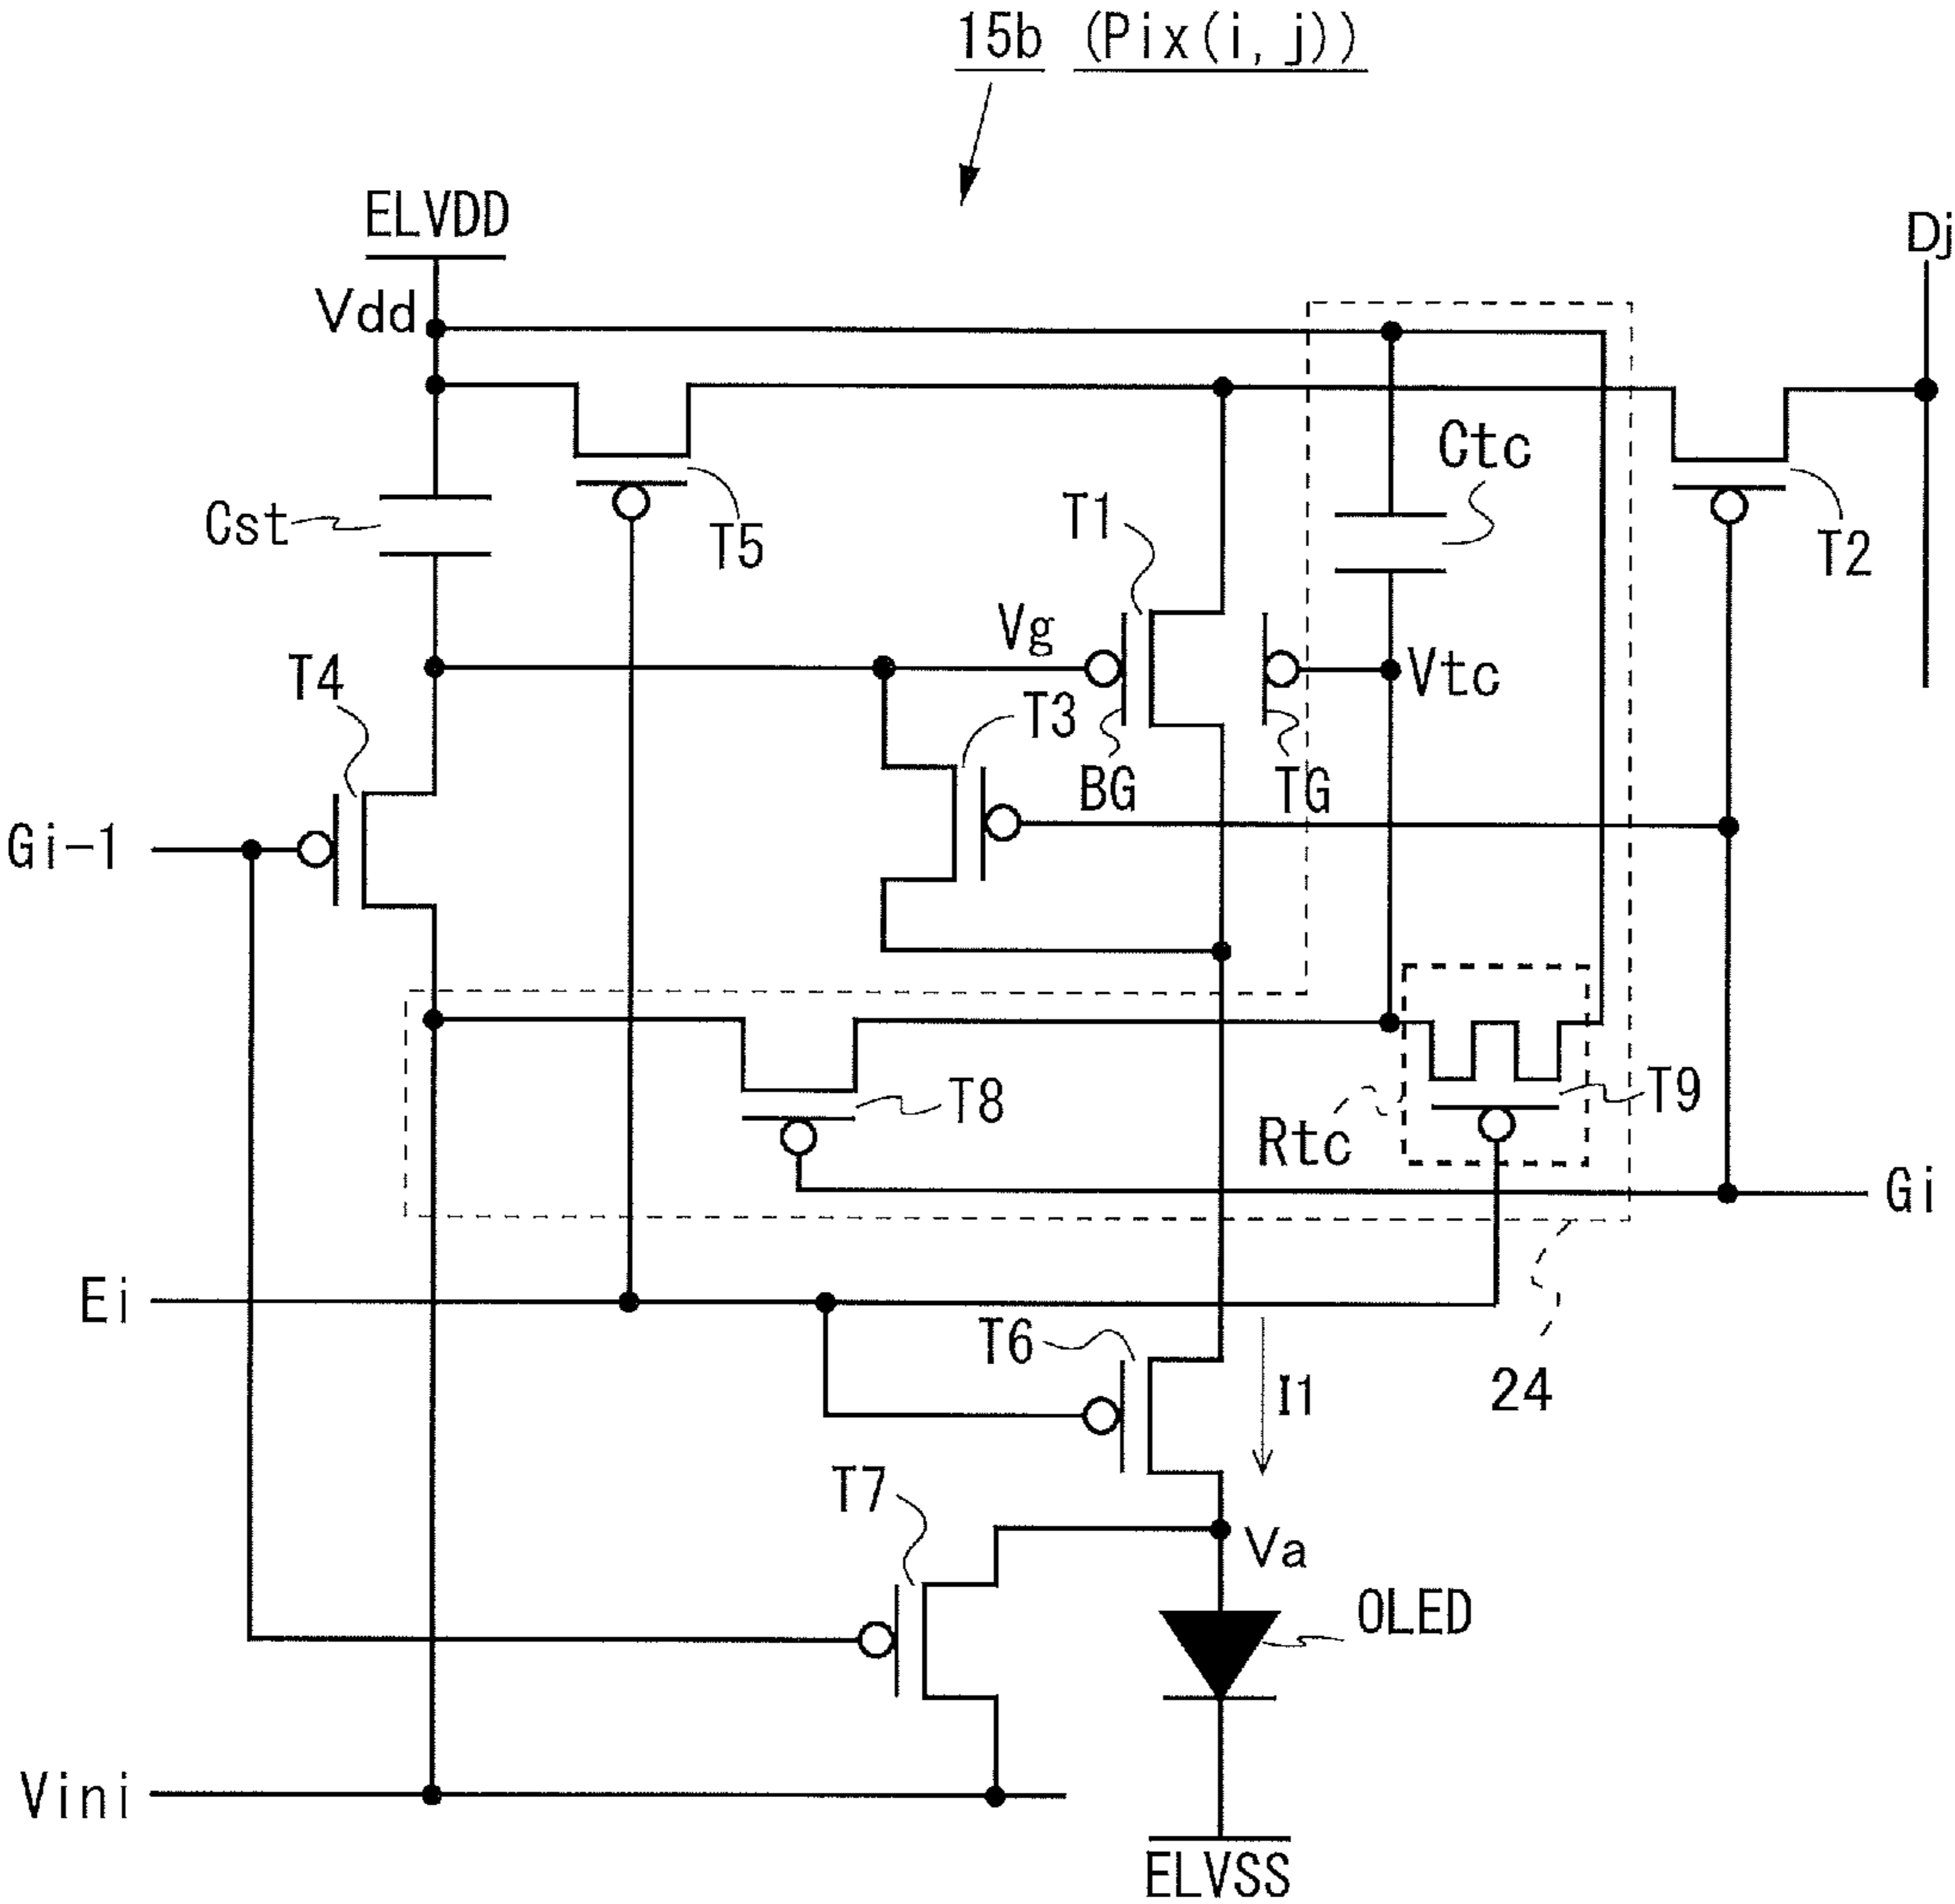 15b (Pix(i, j))
ELVDD
Dj
Vdd
Ctc
Cst
T5
T1
T2
Vg
T4
Vtc
T3
BG
TG
Gi-1
T8
T9
Rtc
Gi
Ei
T6
I1
24
T7
Va
OLED
Vini
ELVSS